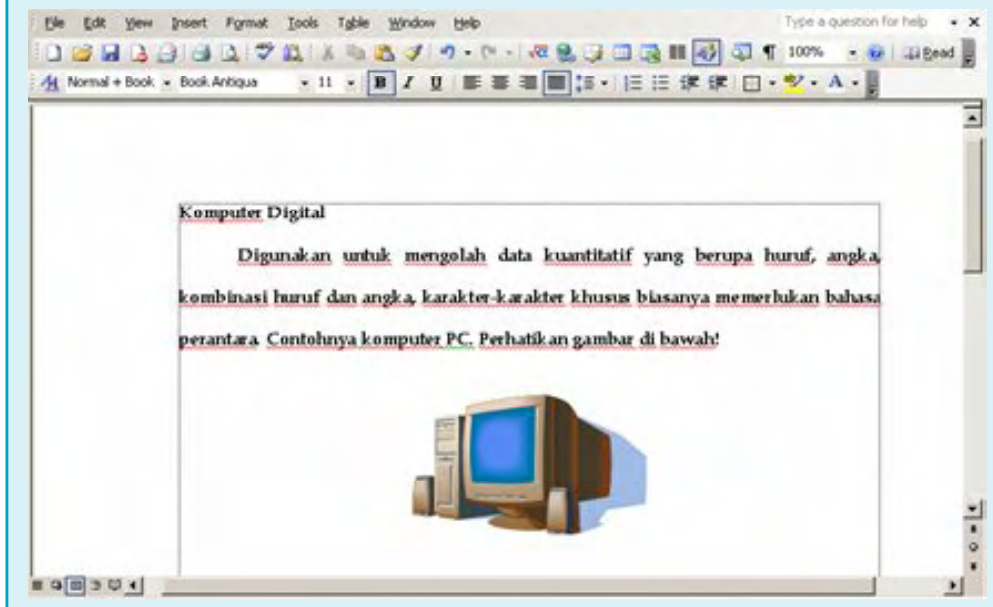 File Edit View Insert Format Tools Table Window Help Type a question for help
100% Read
Normal + Book Book Antiqua 11 B I U A
Komputer Digital
Digunakan untuk mengolah data kuantitatif yang berupa huruf, angka,
kombinasi huruf dan angka, karakter-karakter khusus biasanya memerlukan bahasa
perantara. Contohnya komputer PC. Perhatikan gambar di bawah!